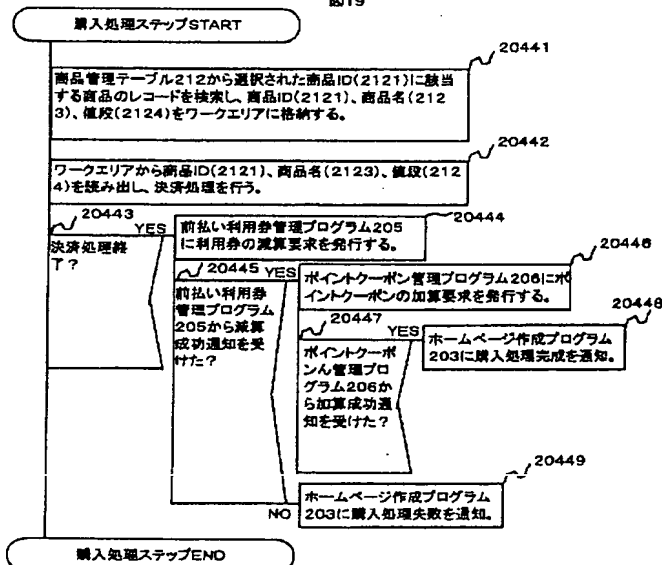 図19
購入処理ステップSTART
20441
商品管理テーブル212から選択された商品ID(2121)に該当
する商品のレコードを検索し、商品ID(2121)、商品名(212
3)、値段(2124)をワークエリアに格納する。
20442
ワークエリアから商品ID(2121)、商品名(2123)、値段(212
4)を読み出し、決済処理を行う。
20443
YES
決済処理終
了?
20444
前払い利用券管理プログラム205
に利用券の減算要求を発行する。
20445
YES
前払い利用券
管理プログラム
205から減算
成功通知を受
けた?
20446
ポイントクーポン管理プログラム206にポ
イントクーポンの加算要求を発行する。
20447
YES
ポイントクーポ
ンん管理プロ
グラム206か
ら加算成功通
知を受けた?
20448
ホームページ作成プログラム
203に購入処理完成を通知。
20449
NO
ホームページ作成プログラム
203に購入処理失敗を通知。
購入処理ステップEND